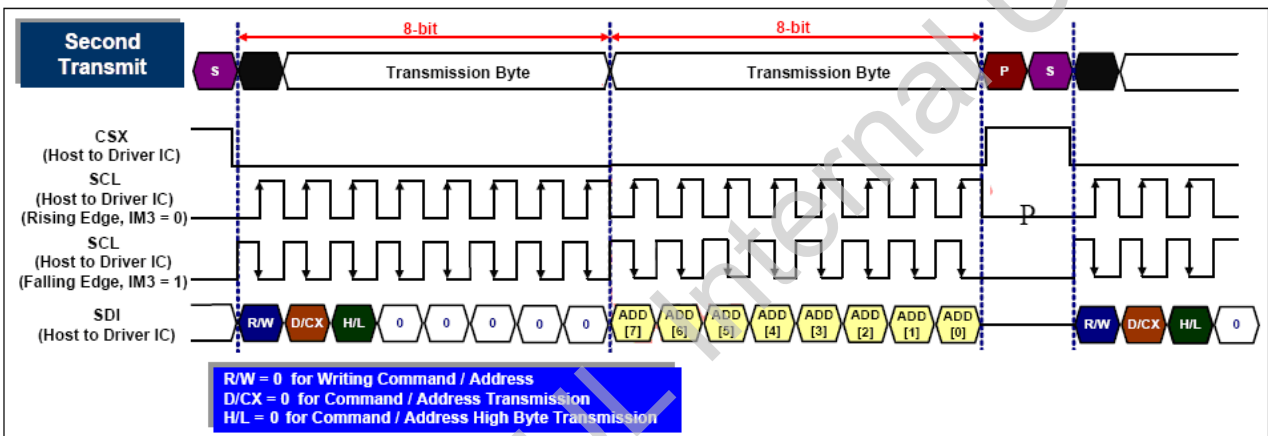 Second
Transmit
8-bit
8-bit
S
Transmission Byte
Transmission Byte
P
S
CSX
(Host to Driver IC)
SCL
(Host to Driver IC)
(Rising Edge, IM3 = 0)
P
SCL
(Host to Driver IC)
(Falling Edge, IM3 = 1)
SDI
(Host to Driver IC)
R/W
D/CX
H/L
0
0
0
0
0
ADD
[7]
ADD
[6]
ADD
[5]
ADD
[4]
ADD
[3]
ADD
[2]
ADD
[1]
ADD
[0]
R/W
D/CX
H/L
0
R/W = 0 for Writing Command / Address
D/CX = 0 for Command / Address Transmission
H/L = 0 for Command / Address High Byte Transmission
Internal